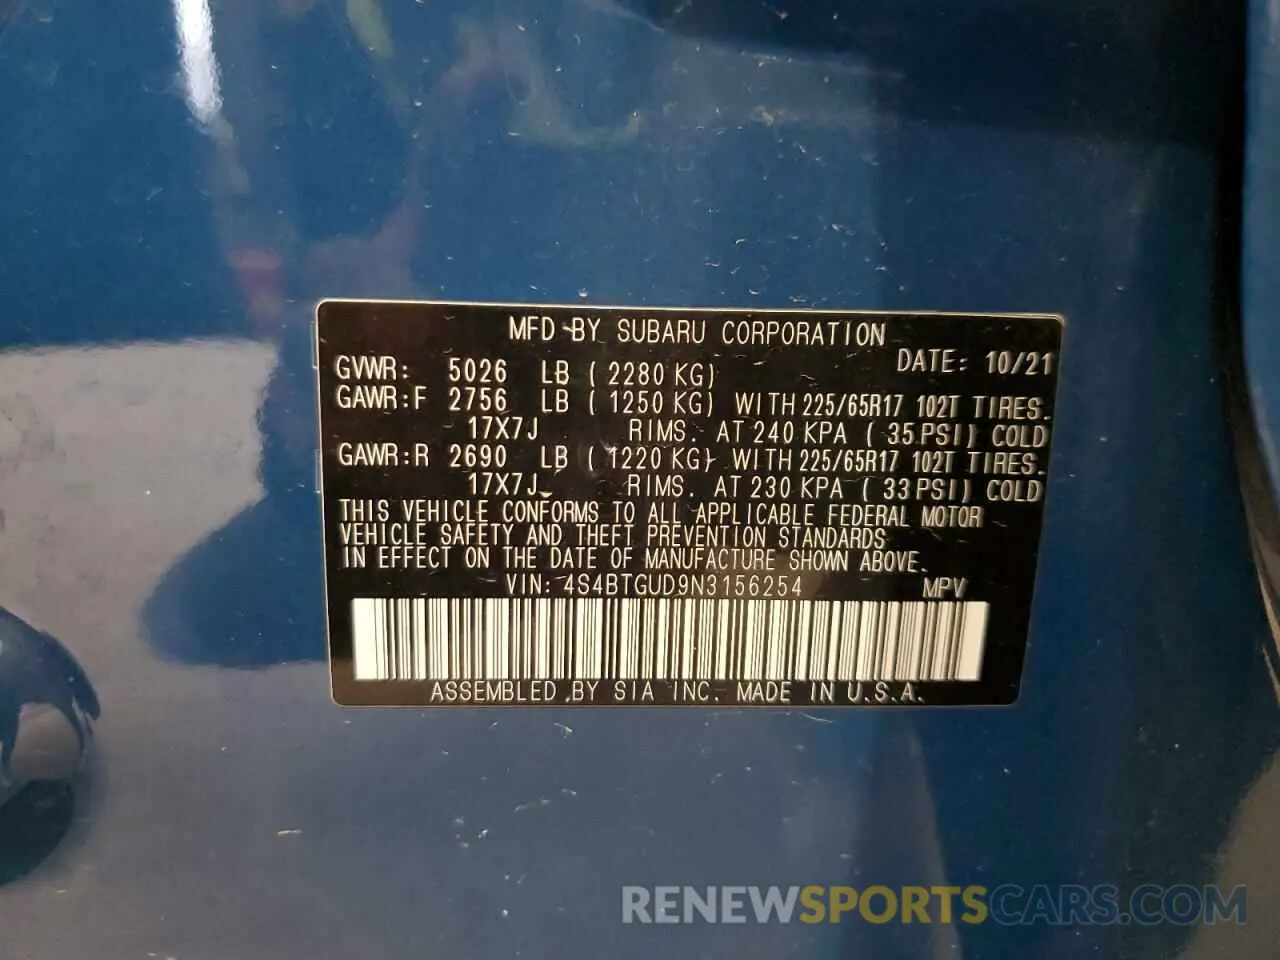 MFD BY SUBARU CORPORATION
DATE: 10/21
GVWR: 5026 LB (2280 KG)
GAWR:F 2756 LB (1250 KG) WITH 225/65R17 102T TIRES.
17X7J RIMS. AT 240 KPA (35 PSI) COLD
GAWR:R 2690 LB (1220 KG) WITH 225/65R17 102T TIRES.
17X7J RIMS. AT 230 KPA (33 PSI) COLD
THIS VEHICLE CONFORMS TO ALL APPLICABLE FEDERAL MOTOR
VEHICLE SAFETY AND THEFT PREVENTION STANDARDS
IN EFFECT ON THE DATE OF MANUFACTURE SHOWN ABOVE.
VIN: 4S4BTGUD9N3156254 MPV
ASSEMBLED BY SIA INC. MADE IN U.S.A.
RENEWSPORTSCARS.COM